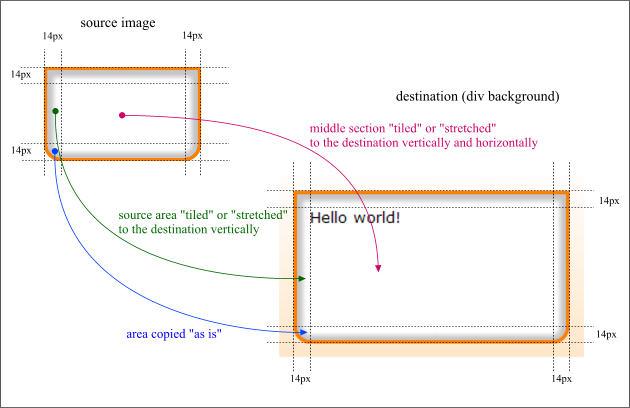 source image
14px
14px
14px
14px
destination (div background)
middle section "tiled" or "stretched"
to the destination vertically and horizontally
source area "tiled" or "stretched"
to the destination vertically
Hello world!
14px
area copied "as is"
14px
14px
14px